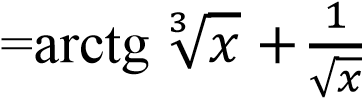 =arctg ∛x + 1/√x